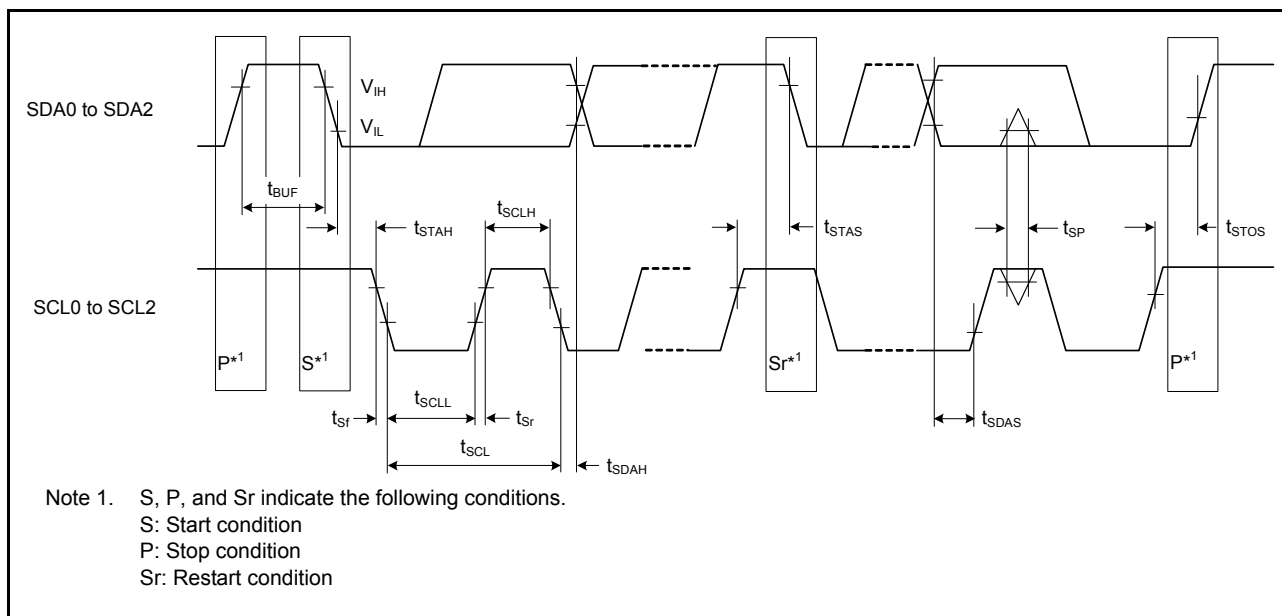 SDA0 to SDA2
VIH
VIL
tBUF
tSTAH
tSCLH
tSTAS
tSP
tSTOS
SCL0 to SCL2
P*1
S*1
Sr*1
P*1
tSf
tSCLL
tSr
tSCL
tSDAH
tSDAS
Note 1. S, P, and Sr indicate the following conditions.
S: Start condition
P: Stop condition
Sr: Restart condition